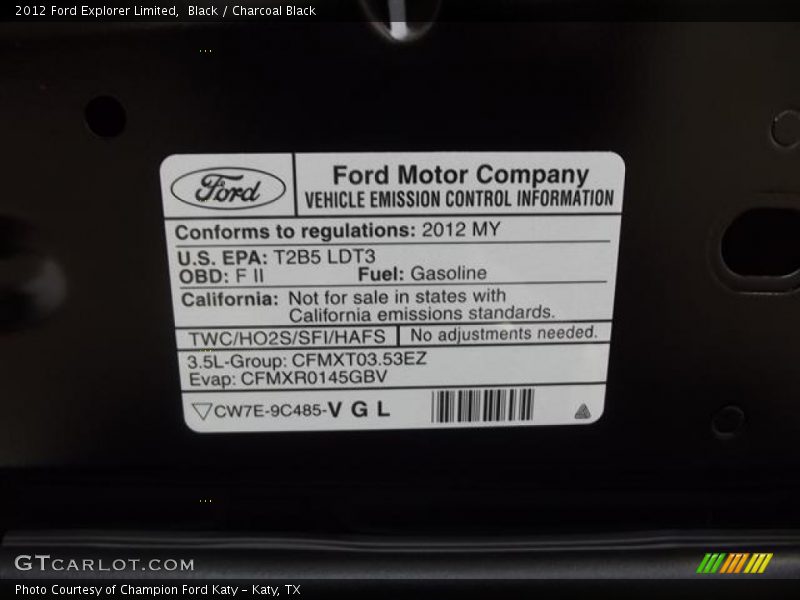 2012 Ford Explorer Limited,  Black / Charcoal Black
Ford
Ford Motor Company
VEHICLE EMISSION CONTROL INFORMATION
Conforms to regulations: 2012 MY
U.S. EPA: T2B5 LDT3
OBD: F II Fuel: Gasoline
California: Not for sale in states with
California emissions standards.
TWC/HO2S/SFI/HAFS No adjustments needed.
3.5L-Group: CFMXT03.53EZ
Evap: CFMXR0145GBV
CW7E-9C485-V G L
GTCARLOT.COM
Photo Courtesy of Champion Ford Katy – Katy, TX